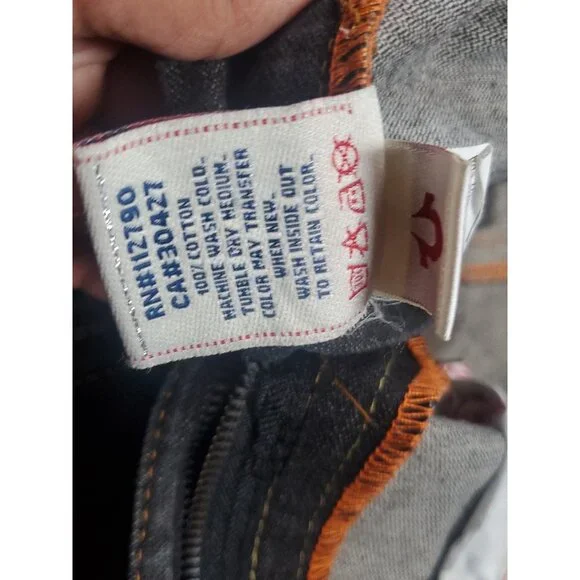 RN#112790
CA#30427
100% COTTON
MACHINE WASH COLD..
TUMBLE DRY MEDIUM.
COLOR MAY TRANSFER
WHEN NEW..
WASH INSIDE OUT
TO RETAIN COLOR..